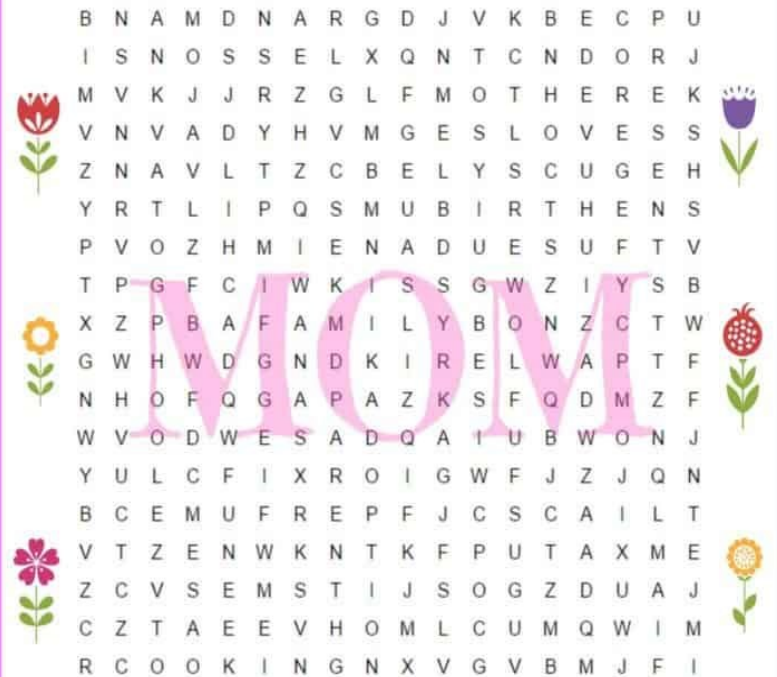 B N A M D N A R G D J V K B E C P U
I S N O S S E L X Q N T C N D O R J
M V K J J R Z G L F M O T H E R E K
V N V A D Y H V M G E S L O V E S S
Z N A V L T Z C B E L Y S C U G E H
Y R T L I P Q S M U B I R T H E N S
P V O Z H M I E N A D U E S U F T V
T P G F C I W K I S S G W Z I Y S B
X Z P B A F A M I L Y B O N Z C T W
G W H W D G N D K I R E L W A P T F
N H O F Q G A P A Z K S F Q D M Z F
W V O D W E S A D Q A I U B W O N J
Y U L C F I X R O I G W F J Z J Q N
B C E M U F R E P F J C S C A I L T
V T Z E N W K N T K F P U T A X M E
Z C V S E M S T I J S O G Z D U A J
C Z T A E E V H O M L C U M Q W I M
R C O O K I N G N X V G V B M J F I
MOM